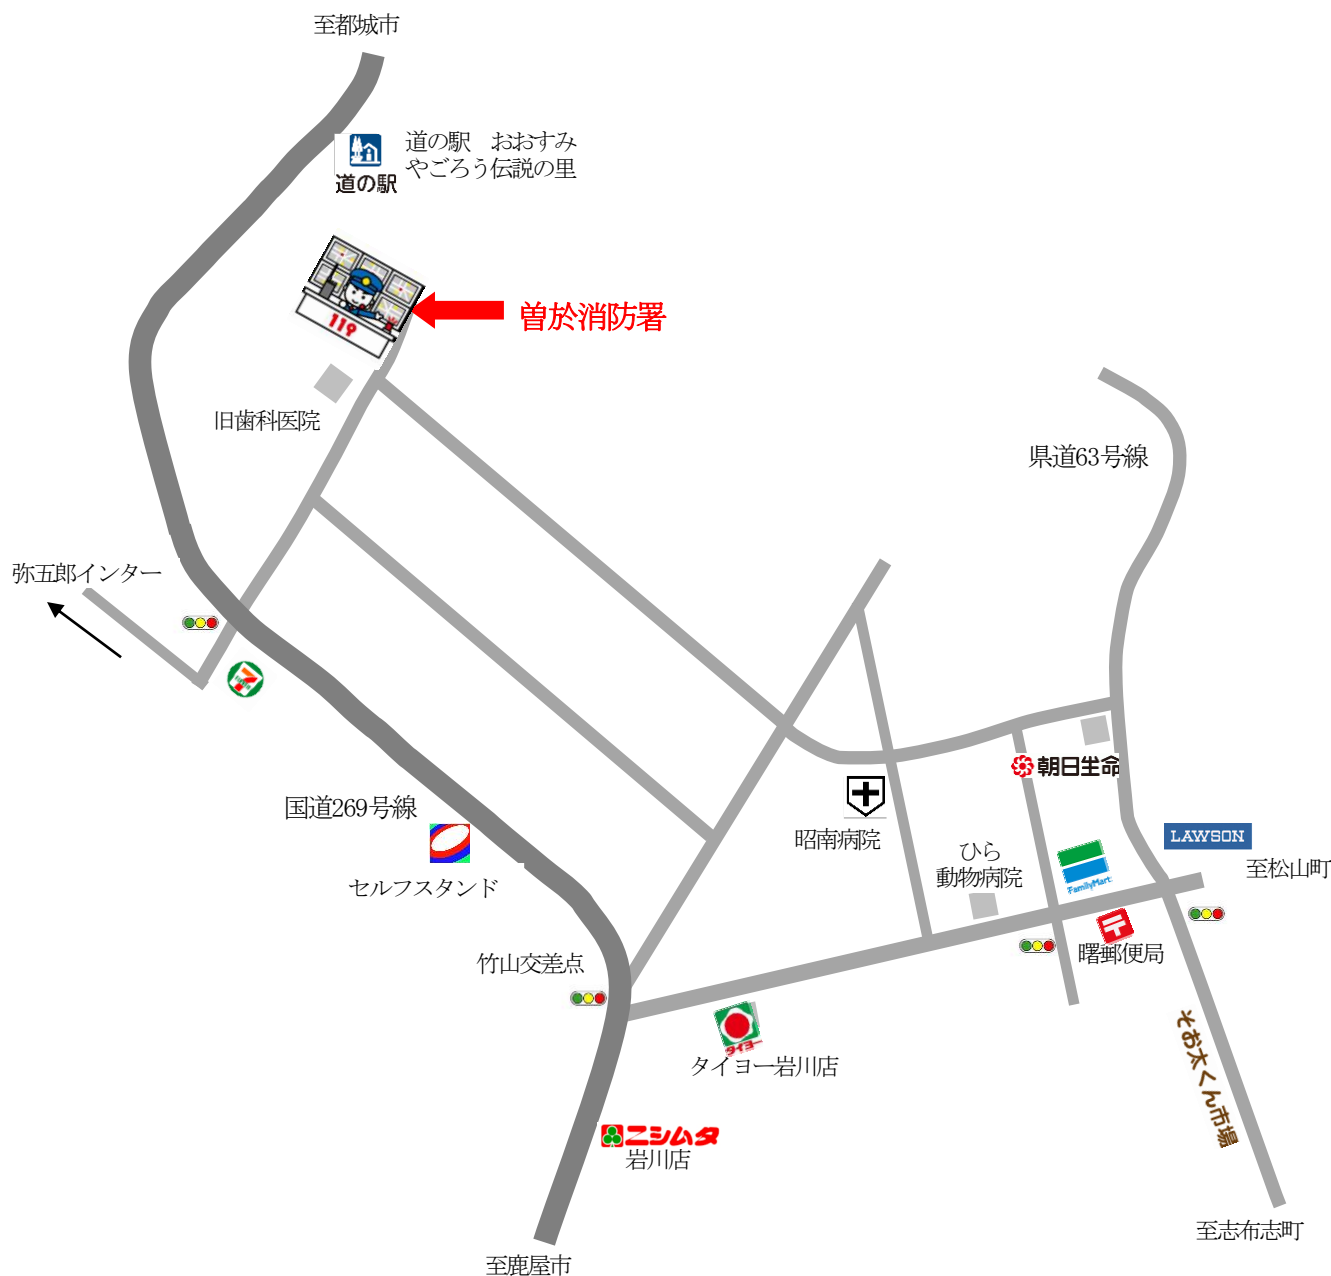 至都城市
道の駅　おおすみ
やごろう伝説の里
道の駅
119
曽於消防署
旧歯科医院
県道63号線
弥五郎インター
国道269号線
セルフスタンド
朝日生命
昭南病院
LAWSON
至松山町
ひら
動物病院
FamilyMart
曙郵便局
竹山交差点
タイヨー
タイヨー岩川店
そお太くん市場
ニシムタ
岩川店
至志布志町
至鹿屋市